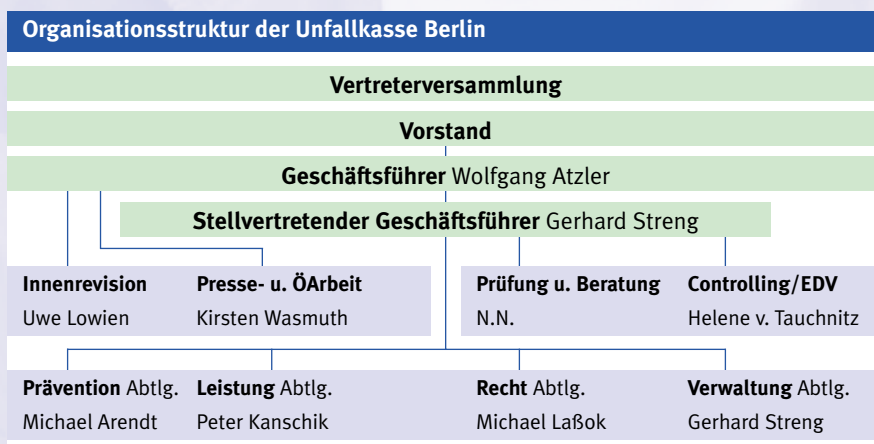 Organisationsstruktur der Unfallkasse Berlin
Vertreterversammlung
Vorstand
Geschäftsführer Wolfgang Atzler
Stellvertretender Geschäftsführer Gerhard Streng
Innenrevision
Uwe Lowien
Presse- u. ÖArbeit
Kirsten Wasmuth
Prüfung u. Beratung
N.N.
Controlling/EDV
Helene v. Tauchnitz
Prävention Abtlg.
Michael Arendt
Leistung Abtlg.
Peter Kanschik
Recht Abtlg.
Michael Laßok
Verwaltung Abtlg.
Gerhard Streng